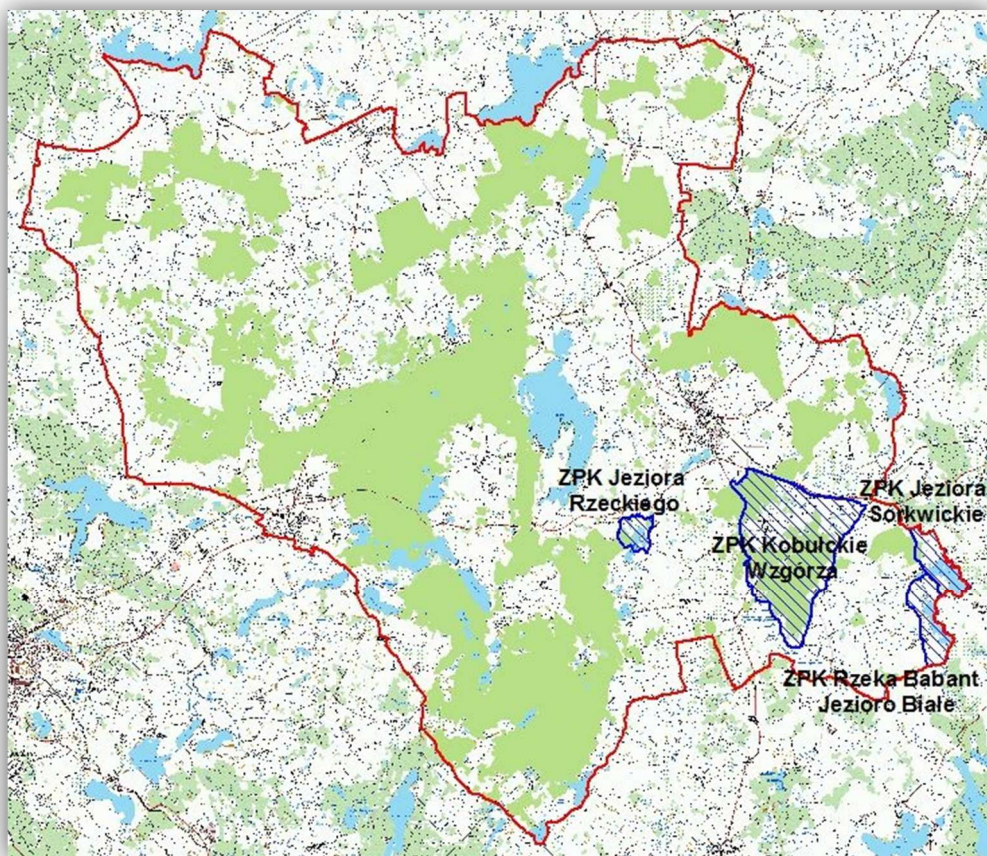 ZPK Jeziora
Rzeckiego
ZPK Jeziora
Sorkwickie
ZPK Kobułckie
Wzgórza
ZPK Rzeka Babant
Jezioro Białe